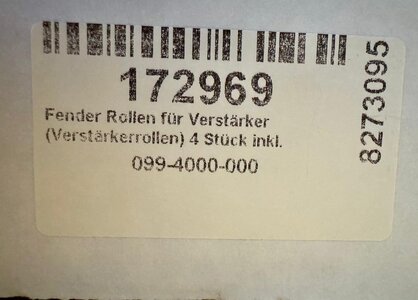 172969
Fender Rollen für Verstärker
(Verstärkerrollen) 4 Stück inkl.
099-4000-000
8273095